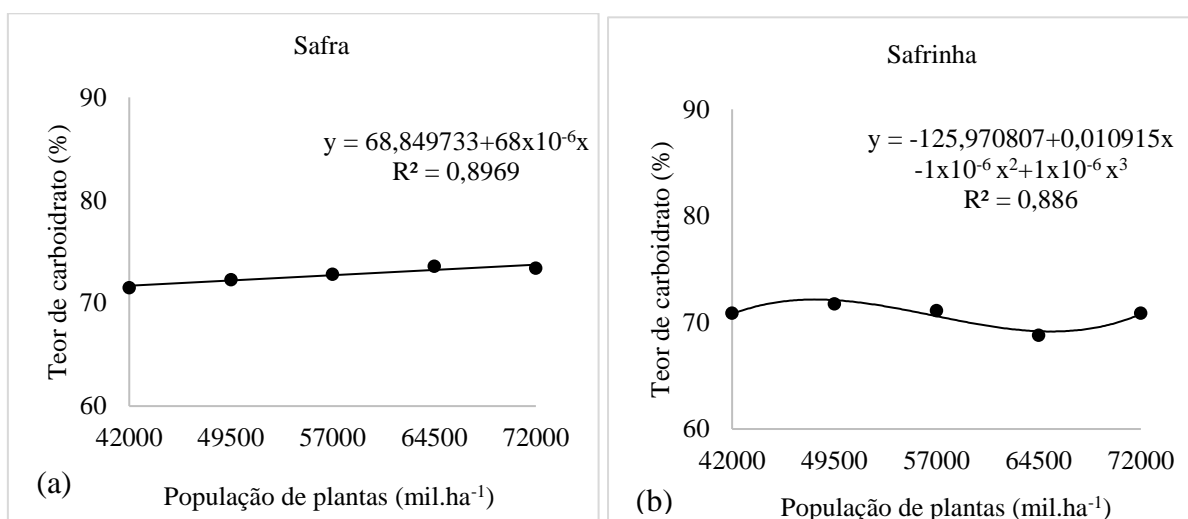 Safra
90
80
70
60
Teor de carboidrato (%)
y = 68,849733+68x10⁻⁶x
R² = 0,8969
42000 49500 57000 64500 72000
População de plantas (mil.ha⁻¹)
(a)
Safrinha
90
80
70
60
Teor de carboidrato (%)
y = -125,970807+0,010915x
-1x10⁻⁶ x²+1x10⁻⁶ x³
R² = 0,886
42000 49500 57000 64500 72000
População de plantas (mil.ha⁻¹)
(b)